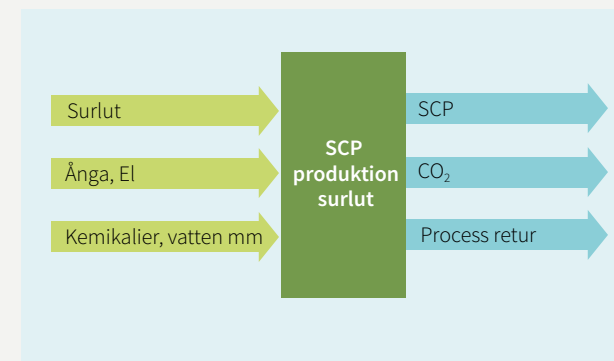 Surlut
Ånga, El
Kemikalier, vatten mm
SCP
produktion
surlut
SCP
CO₂
Process retur